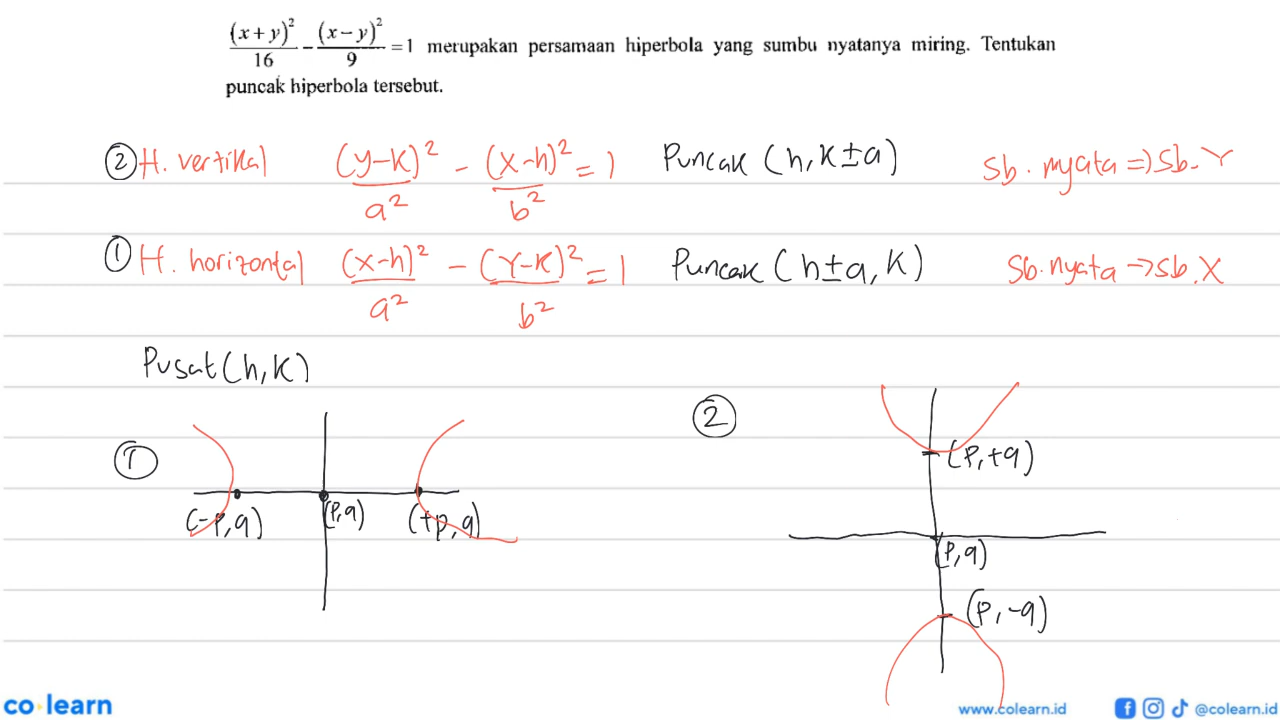 (x+y)²/16 − (x−y)²/9 = 1 merupakan persamaan hiperbola yang sumbu nyatanya miring. Tentukan
puncak hiperbola tersebut.
② H. vertikal (y−k)²/a² − (x−h)²/b² = 1 Puncak (h, k±a) Sb. nyata => Sb. Y
① H. horizontal (x−h)²/a² − (Y−k)²/b² = 1 Puncak (h±a, k) Sb. nyata → Sb. X
Pusat (h, k)
①
(−p, q) (p, q) (+p, q)
②
(p, +q)
(p, q)
(p, −q)
co learn
www.colearn.id @colearn.id